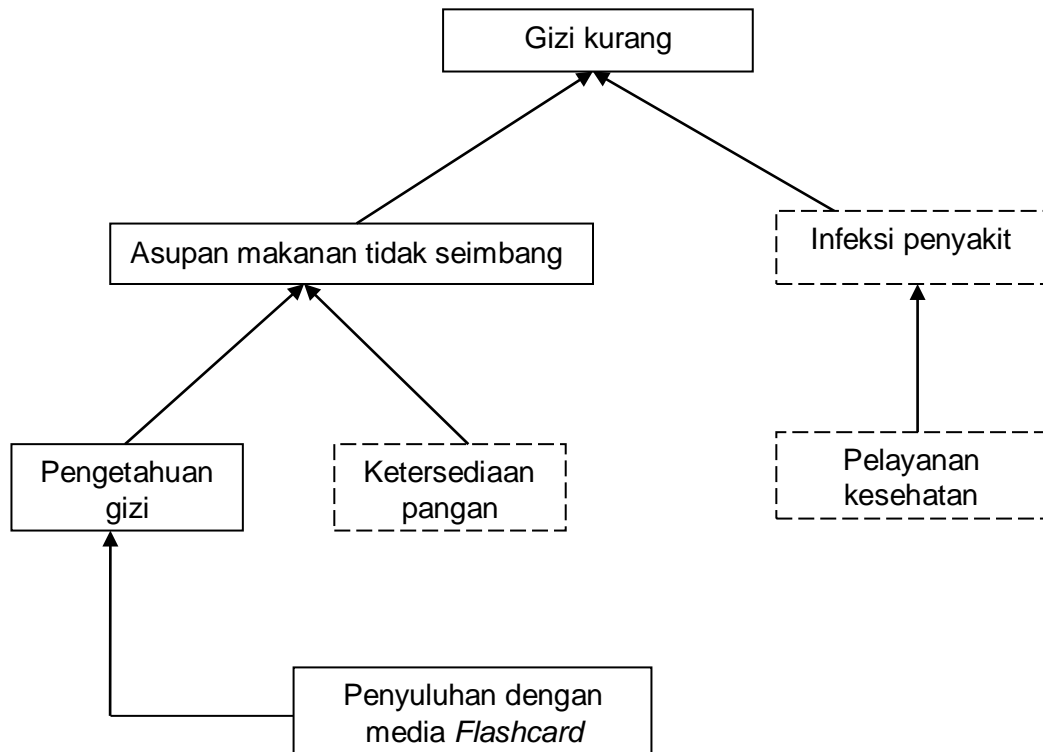 Gizi kurang
Asupan makanan tidak seimbang
Infeksi penyakit
Pengetahuan
gizi
Ketersediaan
pangan
Pelayanan
kesehatan
Penyuluhan dengan
media Flashcard